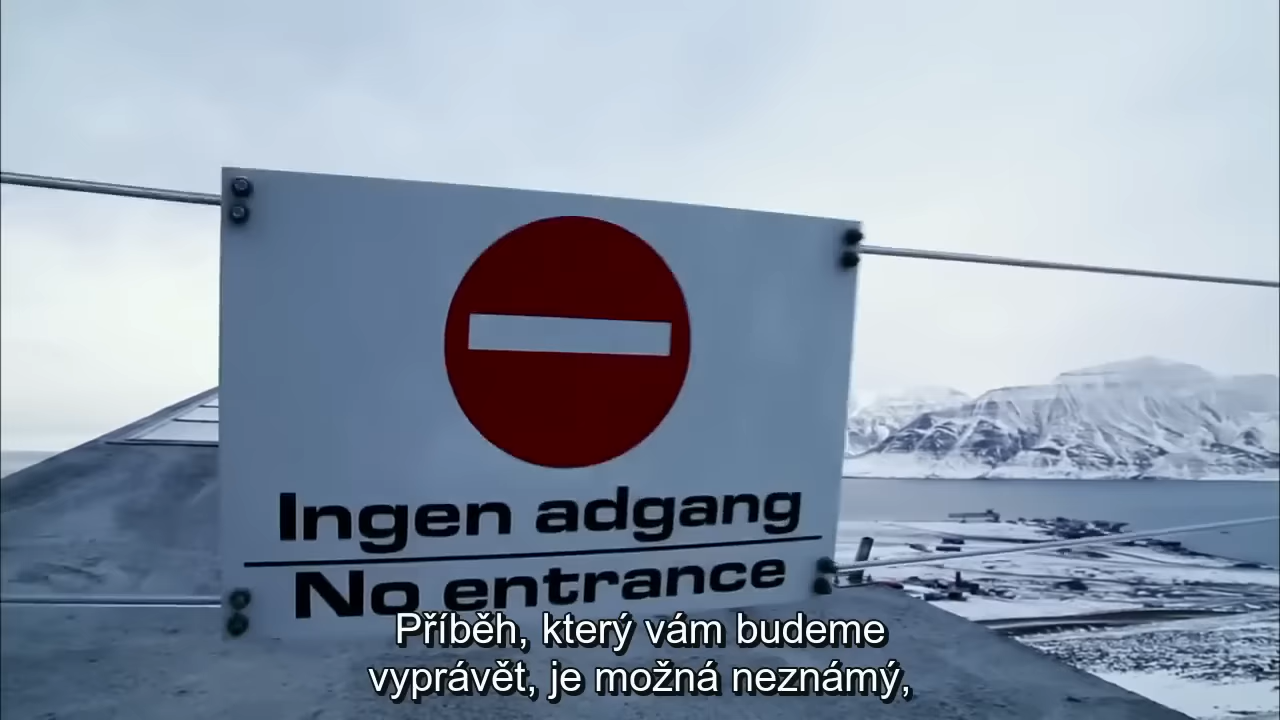 Ingen adgang
No entrance
Příběh, který vám budeme
vyprávět, je možná neznámý,